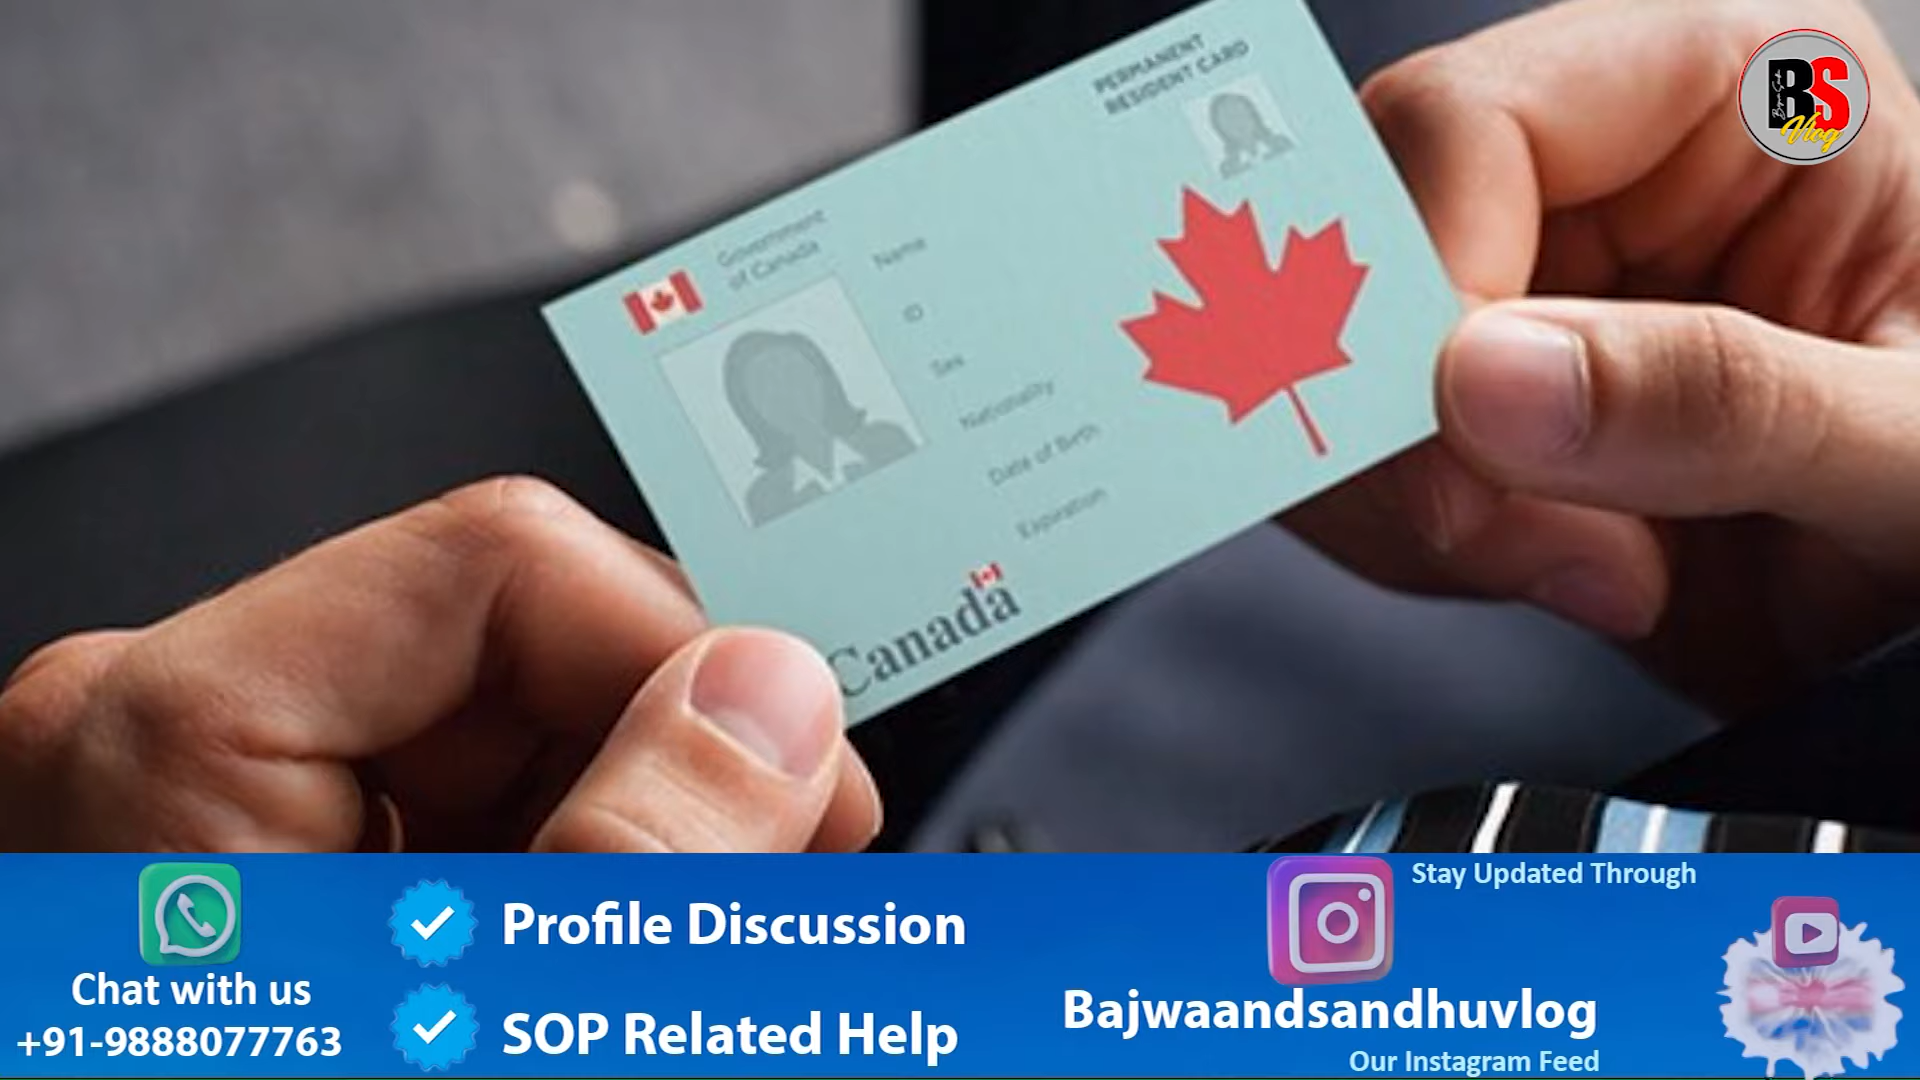 PERMANENT
RESIDENT CARD
Government
of Canada
Name
ID
Sex
Nationality
Date of Birth
Expiration
Canada
BS
Vlog
Stay Updated Through
Profile Discussion
Chat with us
+91-9888077763
SOP Related Help
Bajwaandsandhuvlog
Our Instagram Feed